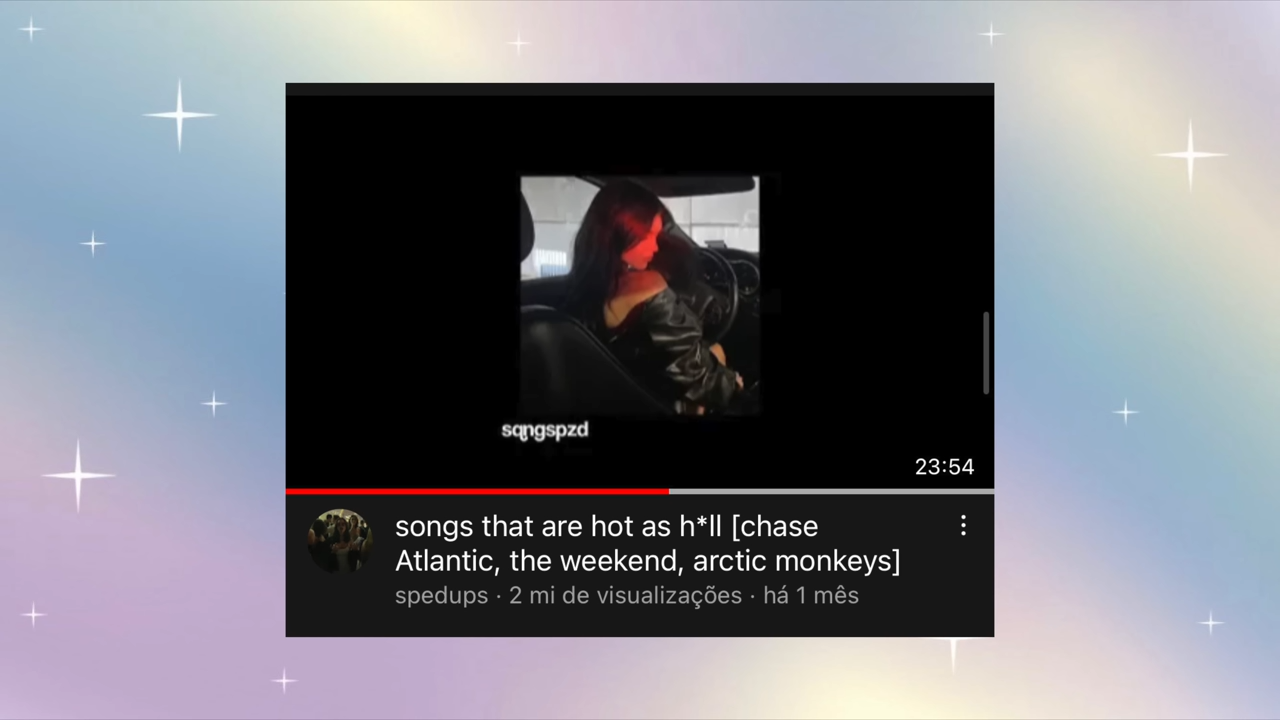 sqngspzd
23:54
songs that are hot as h*ll [chase
Atlantic, the weekend, arctic monkeys]
spedups · 2 mi de visualizações · há 1 mês